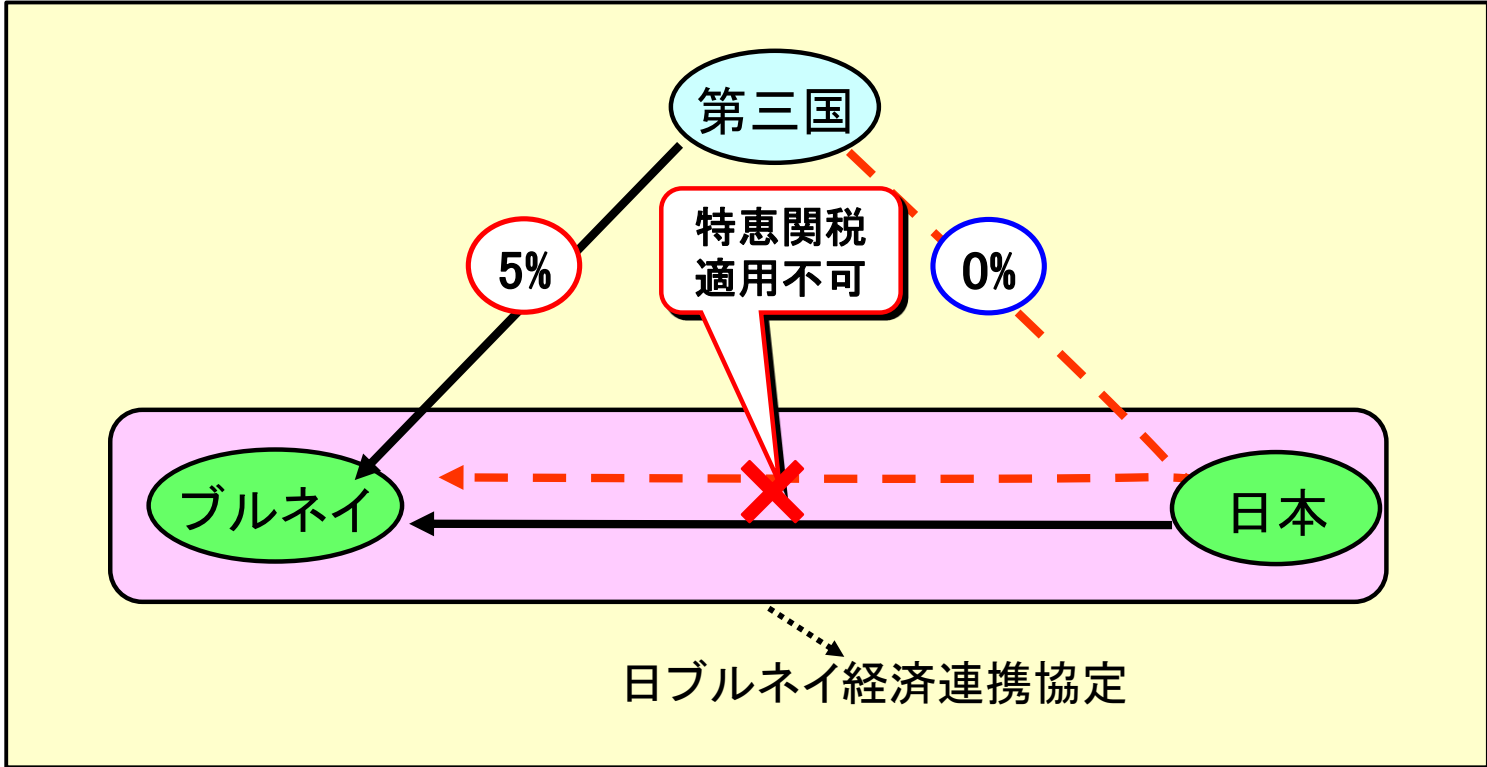 第三国
特恵関税
適用不可
5%
0%
ブルネイ
日本
日ブルネイ経済連携協定